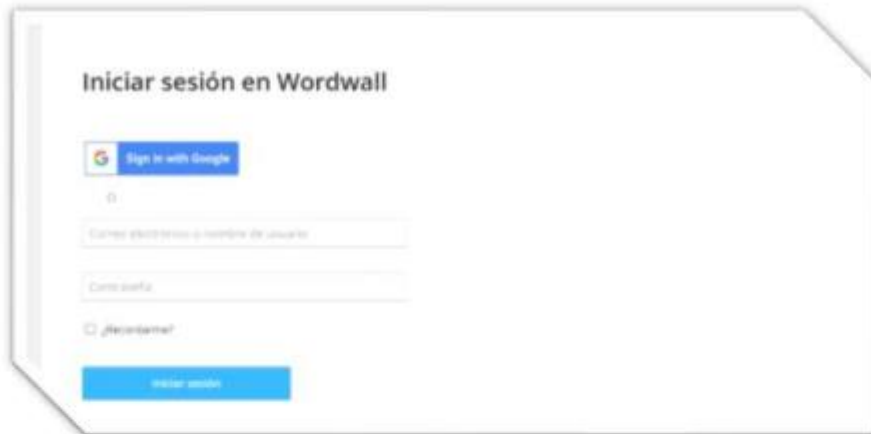 Iniciar sesión en Wordwall
Sign in with Google
O
Correo electrónico o nombre de usuario
Contraseña
¿Recordarme?
Iniciar sesión